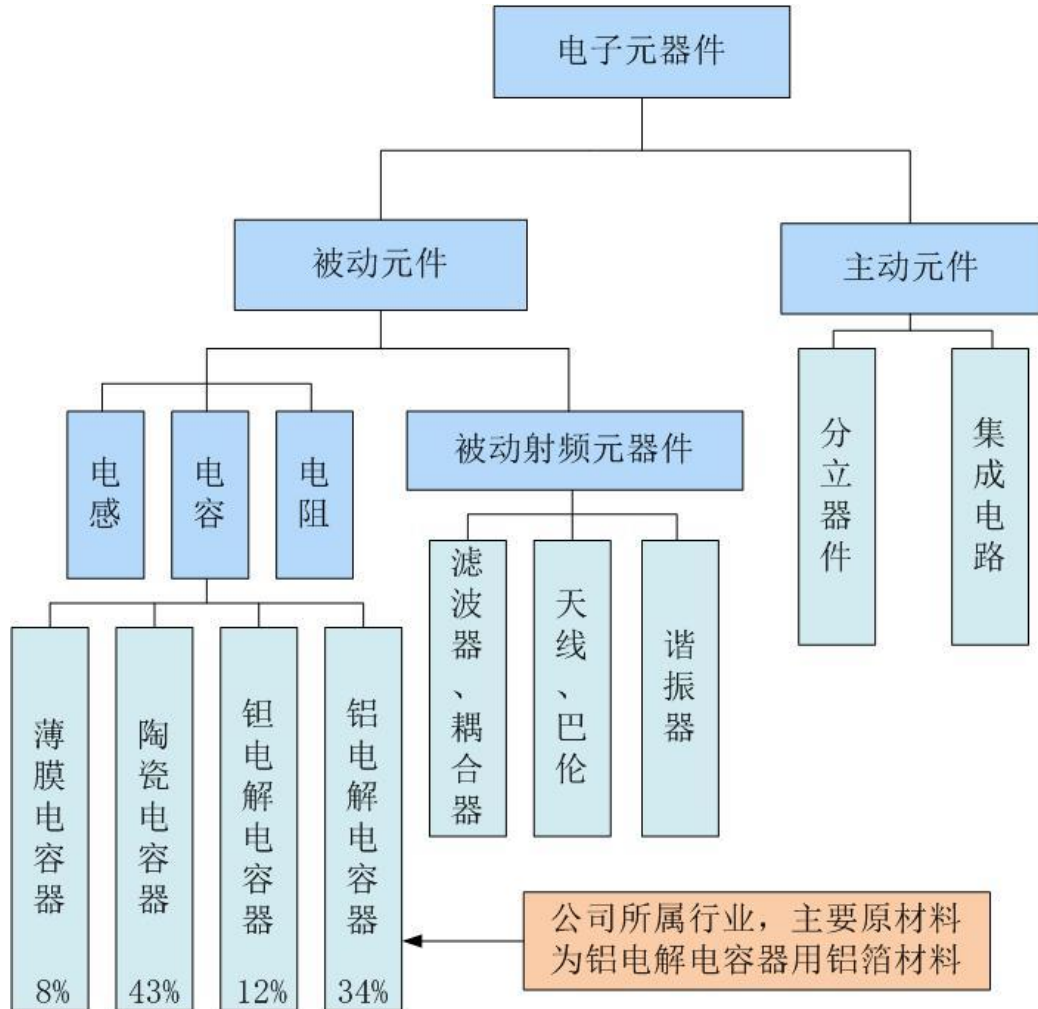 电子元器件
被动元件
主动元件
电感
电容
电阻
被动射频元器件
分立器件
集成电路
滤波器、耦合器
天线、巴伦
谐振器
薄膜电容器
8%
陶瓷电容器
43%
钽电解电容器
12%
铝电解电容器
34%
公司所属行业，主要原材料
为铝电解电容器用铝箔材料